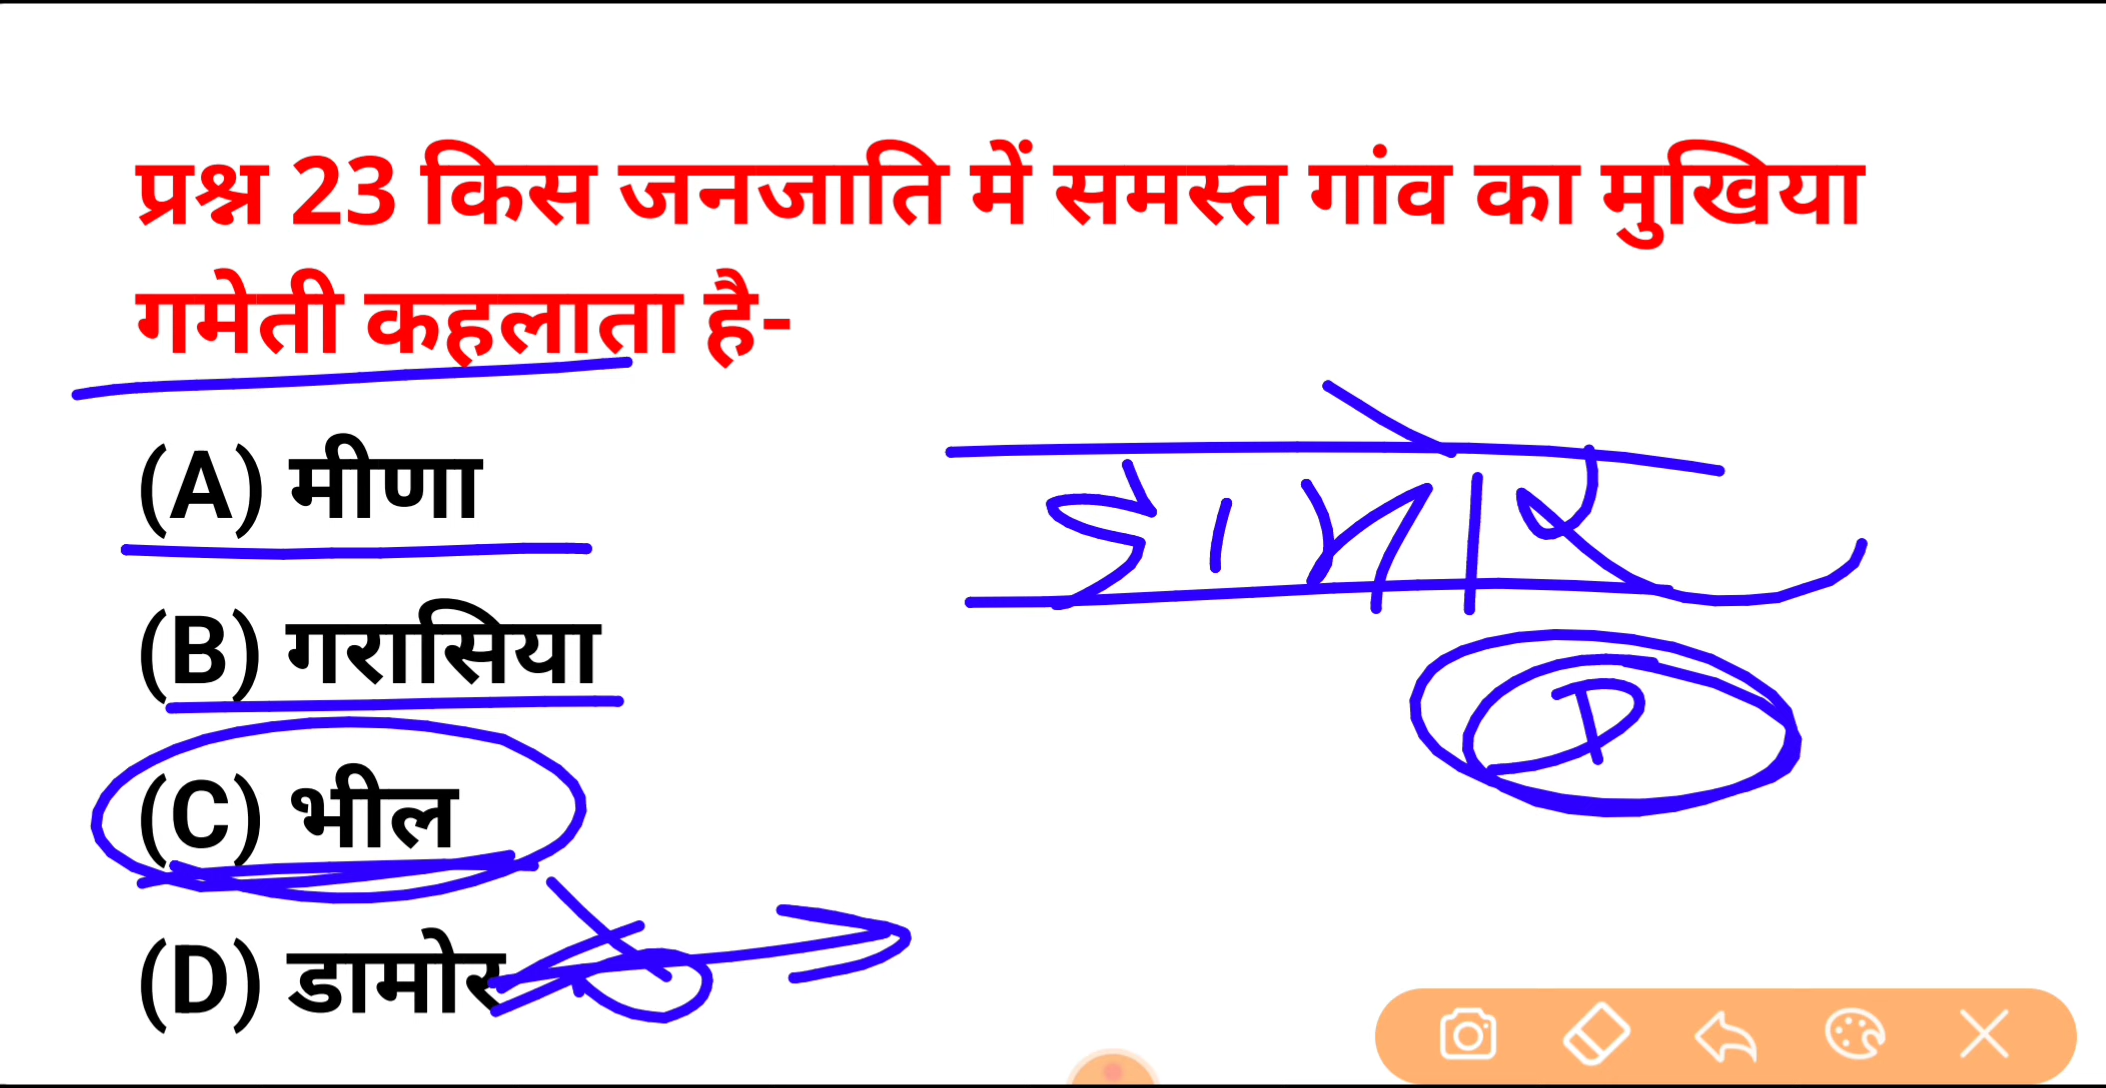 प्रश्न 23 किस जनजाति में समस्त गांव का मुखिया
गमेती कहलाता है-
(A) मीणा
(B) गरासिया
(C) भील
(D) डामोर
डामोर